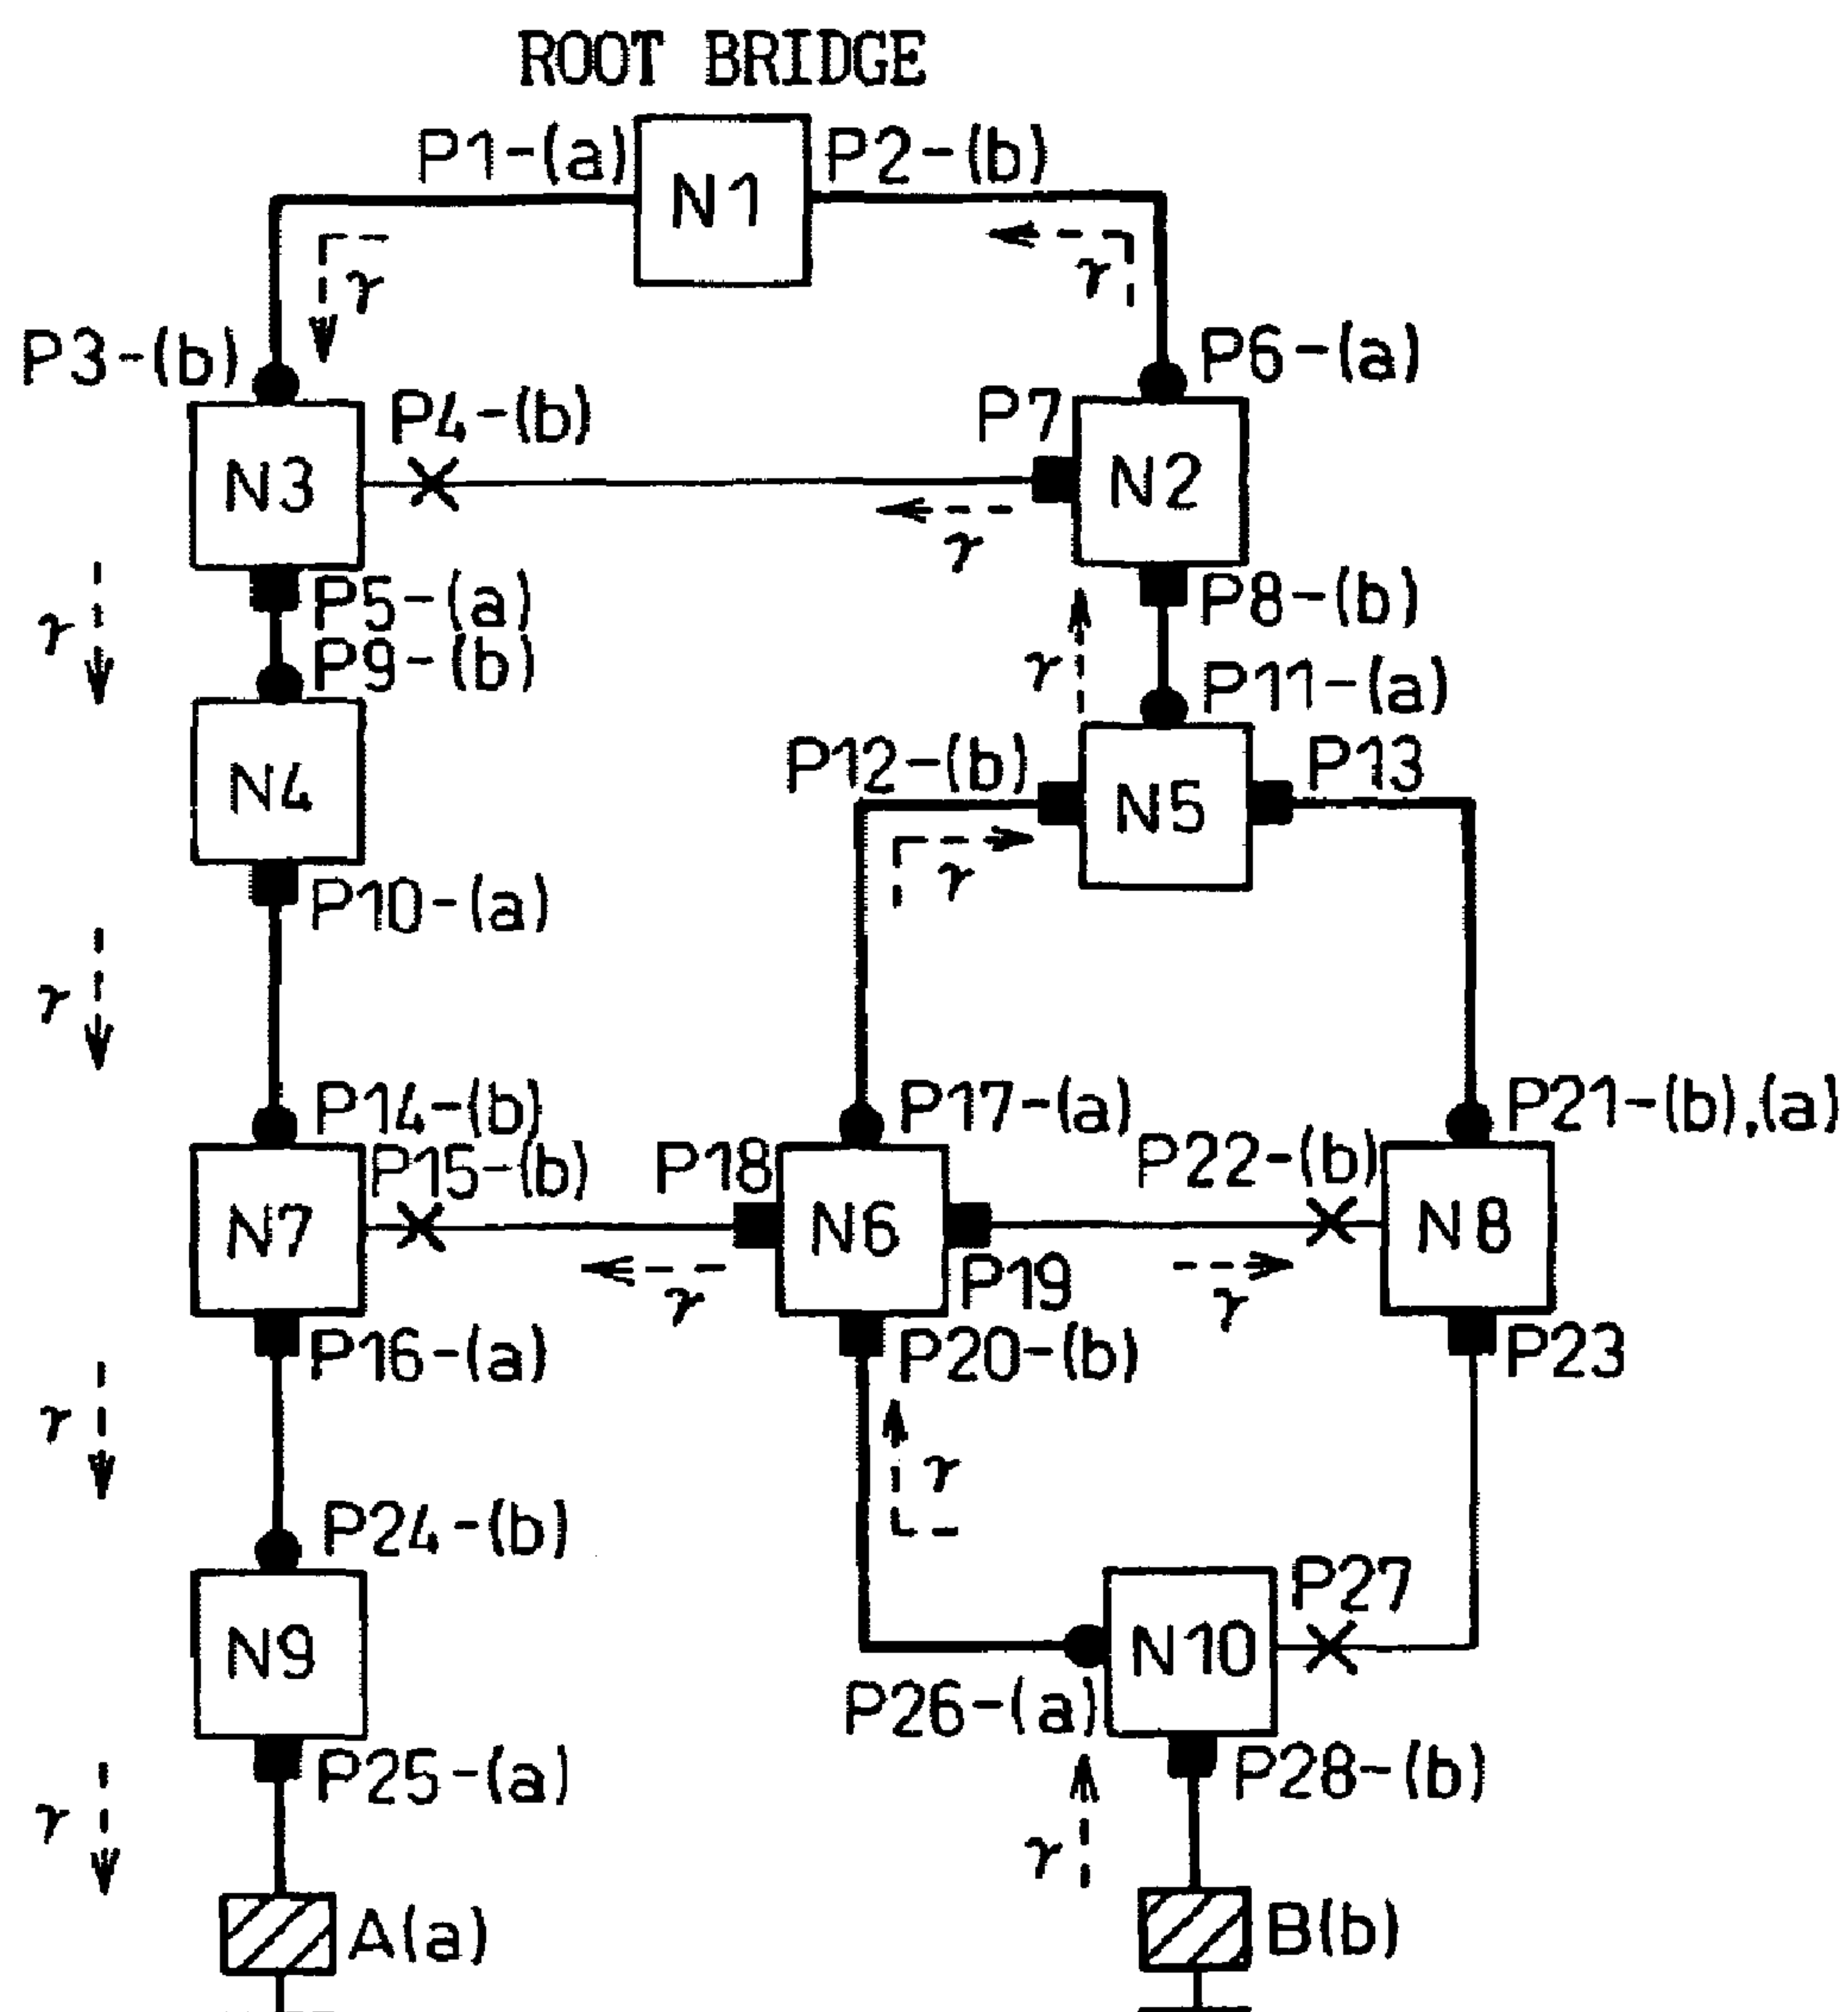 ROOT BRIDGE
P1-(a) N1 P2-(b)
r r
P3-(b) P6-(a)
P4-(b) P7
N3 N2
r
P5-(a) P8-(b)
r P9-(b) r P11-(a)
P12-(b) P13
N4 N5
r
P10-(a)
r
P14-(b) P17-(a) P21-(b),(a)
P15-(b) P18 P22-(b)
N7 N6 N8
r P19 r
P16-(a) P20-(b) P23
r r
P24-(b) P27
N9 N10
P26-(a)
P25-(a) P28-(b)
r r
A(a) B(b)